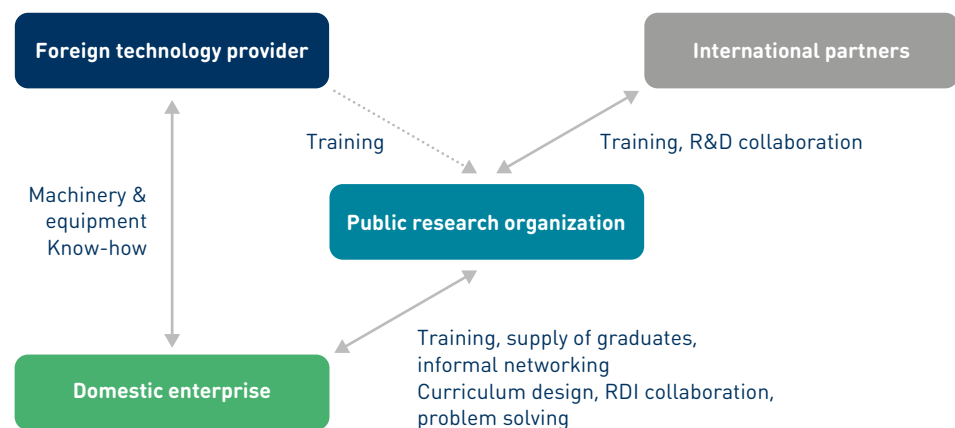 Foreign technology provider
International partners
Training
Training, R&D collaboration
Machinery &
equipment
Know-how
Public research organization
Training, supply of graduates,
informal networking
Curriculum design, RDI collaboration,
problem solving
Domestic enterprise